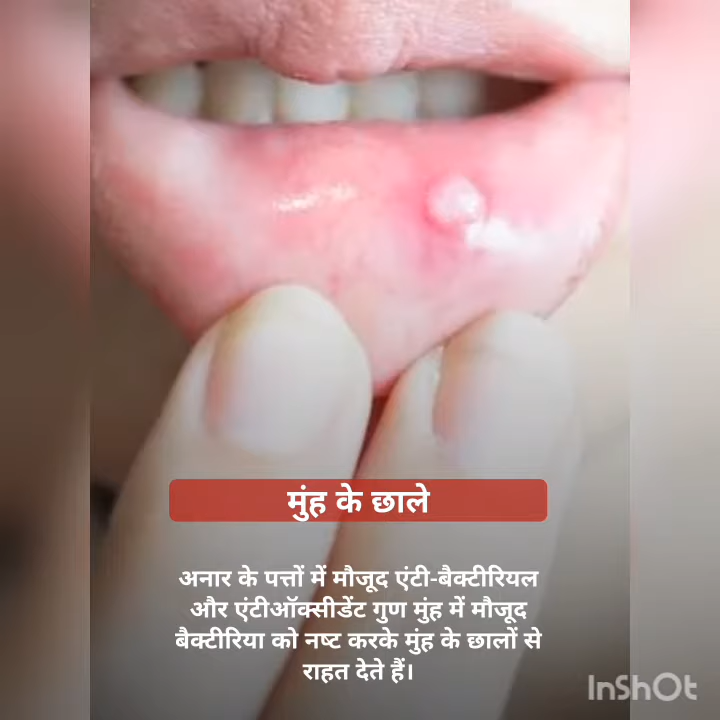 मुंह के छाले
अनार के पत्तों में मौजूद एंटी-बैक्टीरियल
और एंटीऑक्सीडेंट गुण मुंह में मौजूद
बैक्टीरिया को नष्ट करके मुंह के छालों से
राहत देते हैं।
InShOt